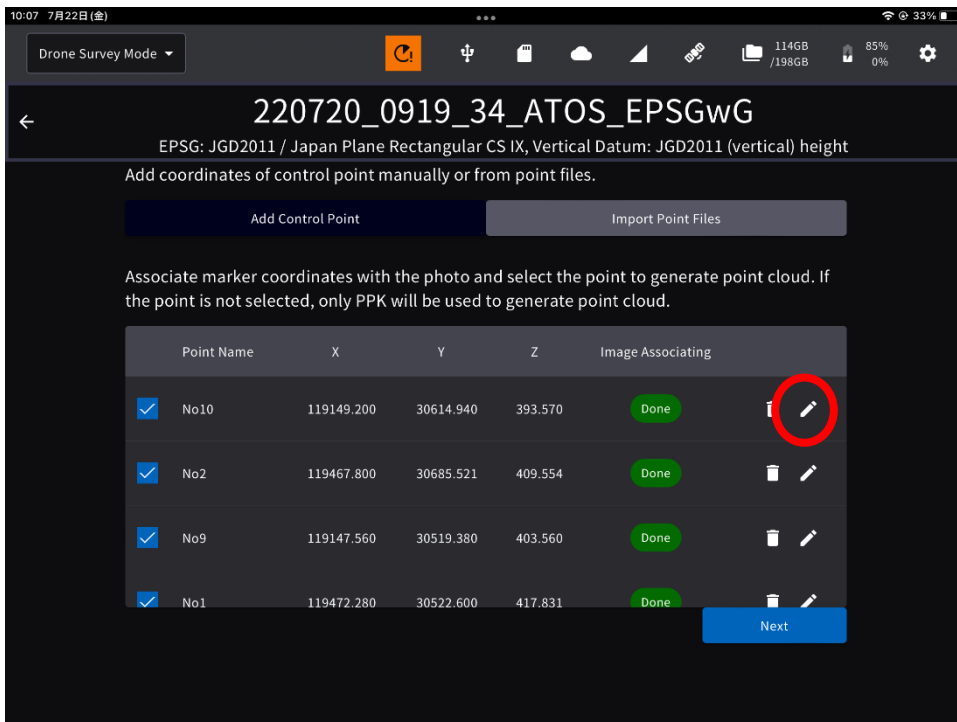 10:07 7月22日(金)
33%
Drone Survey Mode
114GB
/198GB
85%
0%
220720_0919_34_ATOS_EPSGwG
EPSG: JGD2011 / Japan Plane Rectangular CS IX, Vertical Datum: JGD2011 (vertical) height
Add coordinates of control point manually or from point files.
Add Control Point
Import Point Files
Associate marker coordinates with the photo and select the point to generate point cloud. If
the point is not selected, only PPK will be used to generate point cloud.
Point Name X Y Z Image Associating
No10 119149.200 30614.940 393.570 Done
No2 119467.800 30685.521 409.554 Done
No9 119147.560 30519.380 403.560 Done
No1 119472.280 30522.600 417.831 Done
Next